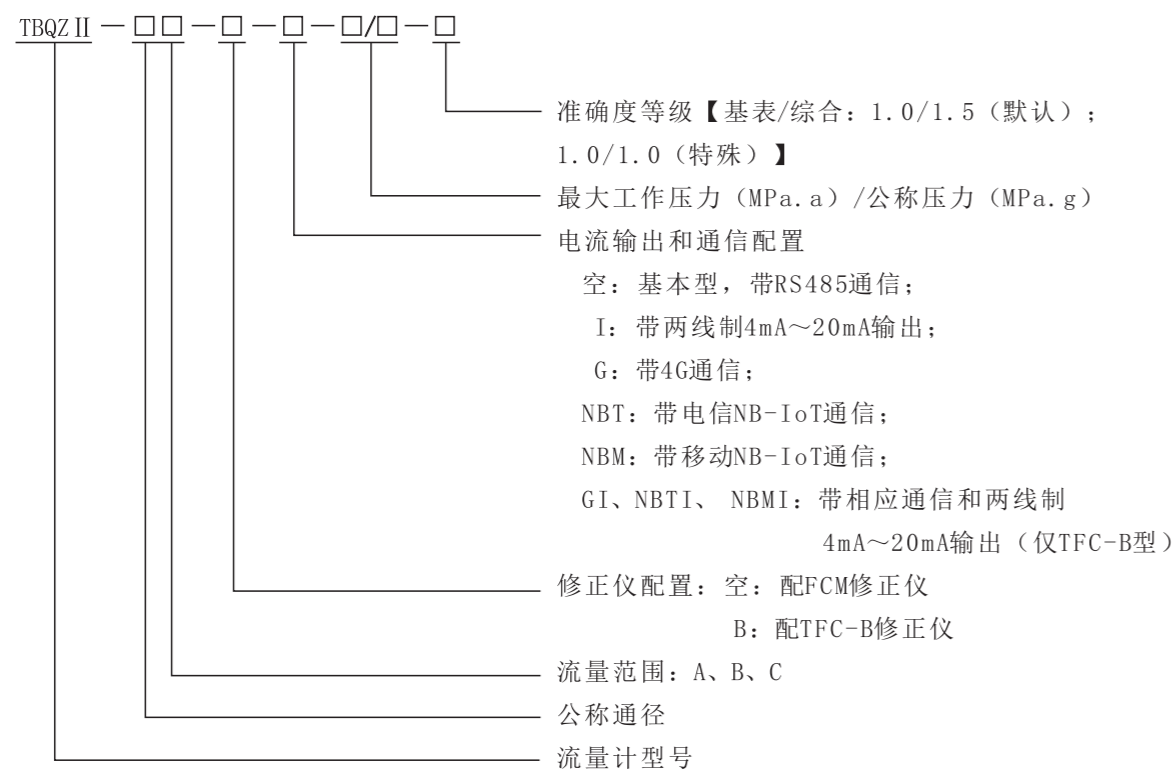 TBQZⅡ—□□—□—□—□/□—□
准确度等级【基表/综合：1.0/1.5（默认）；
1.0/1.0（特殊）】
最大工作压力（MPa.a）/公称压力（MPa.g）
电流输出和通信配置
空：基本型，带RS485通信；
I：带两线制4mA～20mA输出；
G：带4G通信；
NBT：带电信NB-IoT通信；
NBM：带移动NB-IoT通信；
GI、NBTI、 NBMI：带相应通信和两线制
4mA～20mA输出（仅TFC-B型）
修正仪配置：空：配FCM修正仪
B：配TFC-B修正仪
流量范围：A、B、C
公称通径
流量计型号